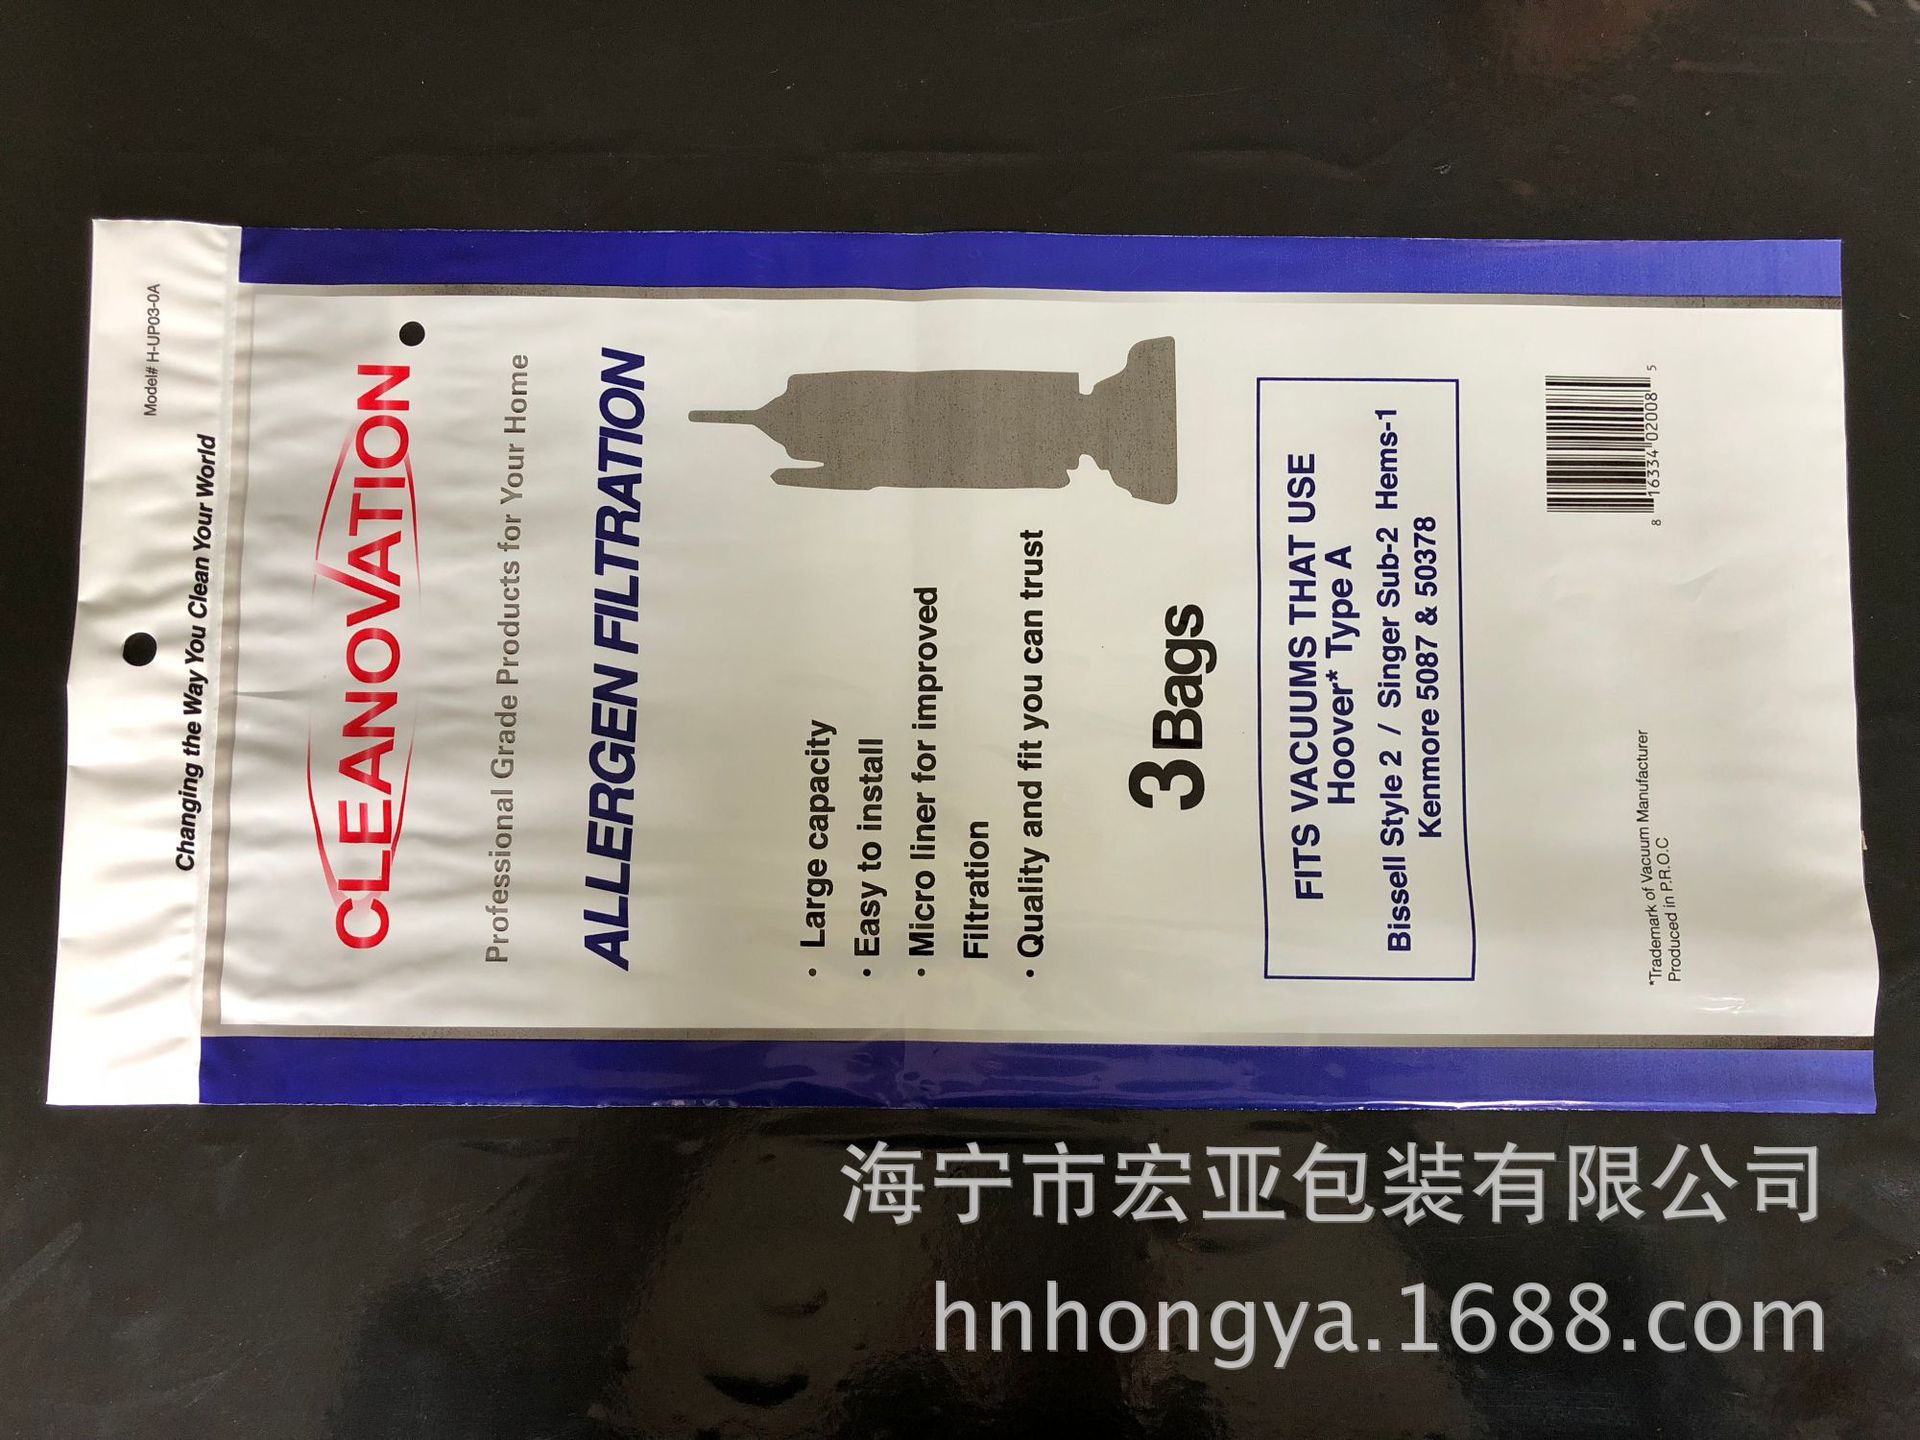 Model# H-UP03-0A
Changing the Way You Clean Your World
CLEANOVATION
Professional Grade Products for Your Home
ALLERGEN FILTRATION
• Large capacity
• Easy to install
• Micro liner for improved
Filtration
• Quality and fit you can trust
3 Bags
FITS VACUUMS THAT USE
Hoover* Type A
Bissell Style 2 / Singer Sub-2 Hems-1
Kenmore 5087 & 50378
8 16334 02008 5
*Trademark of Vacuum Manufacturer
Produced in P.R.O.C
海宁市宏亚包装有限公司
hnhongya.1688.com